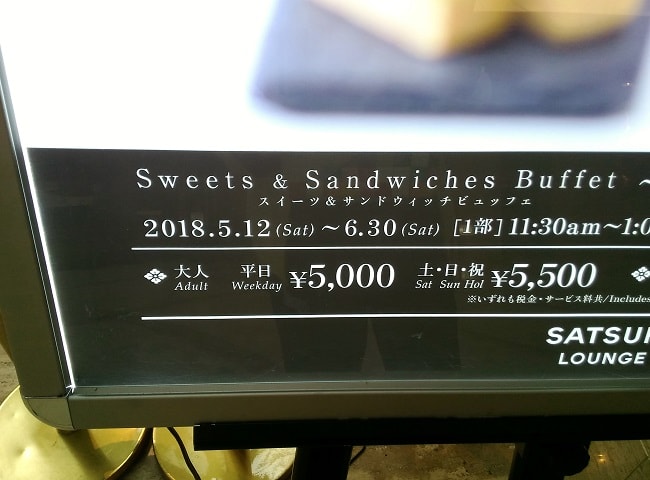 Sweets & Sandwiches Buffet ~
スイーツ&サンドウィッチビュッフェ
2018.5.12 (Sat) ~ 6.30 (Sat) [1部] 11:30am~1:0
大人 平日 ¥5,000 土・日・祝 ¥5,500
Adult Weekday Sat Sun Hol
※いずれも税金・サービス料共/Includes
SATSU
LOUNGE